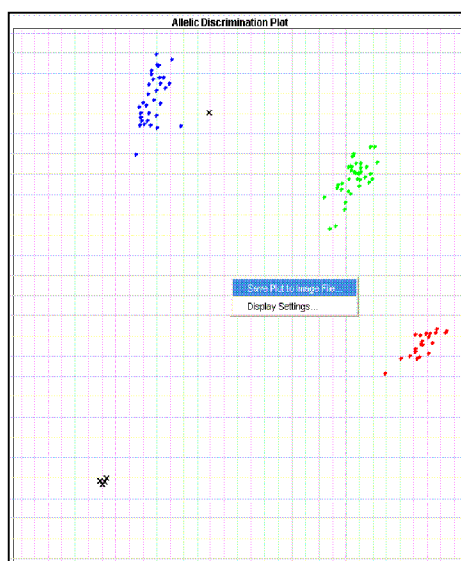 Allelic Discrimination Plot
Save Plot to Image File...
Display Settings...